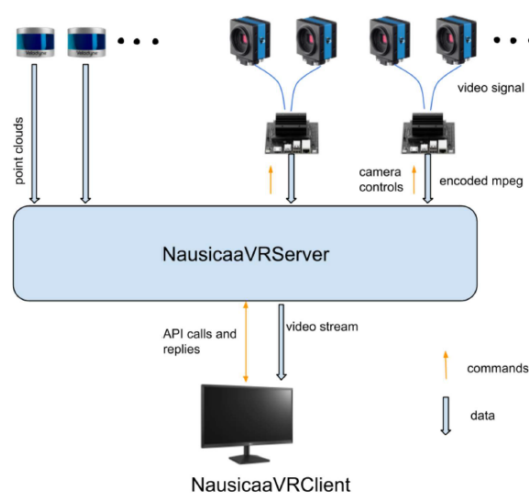 video signal
point clouds
camera
controls
encoded mpeg
NausicaaVRServer
API calls and
replies
video stream
commands
data
NausicaaVRClient